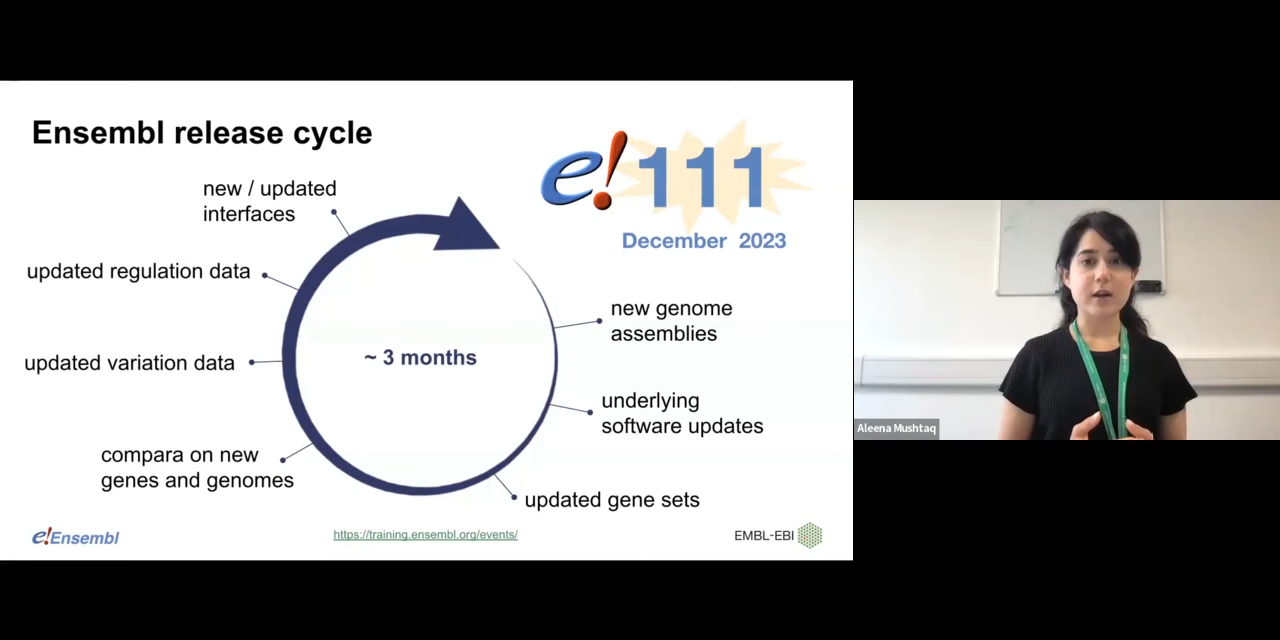 Ensembl release cycle
e!111
December 2023
new / updated
interfaces
updated regulation data
updated variation data
compara on new
genes and genomes
~ 3 months
new genome
assemblies
underlying
software updates
updated gene sets
e!Ensembl
https://training.ensembl.org/events/
EMBL-EBI
Aleena Mushtaq